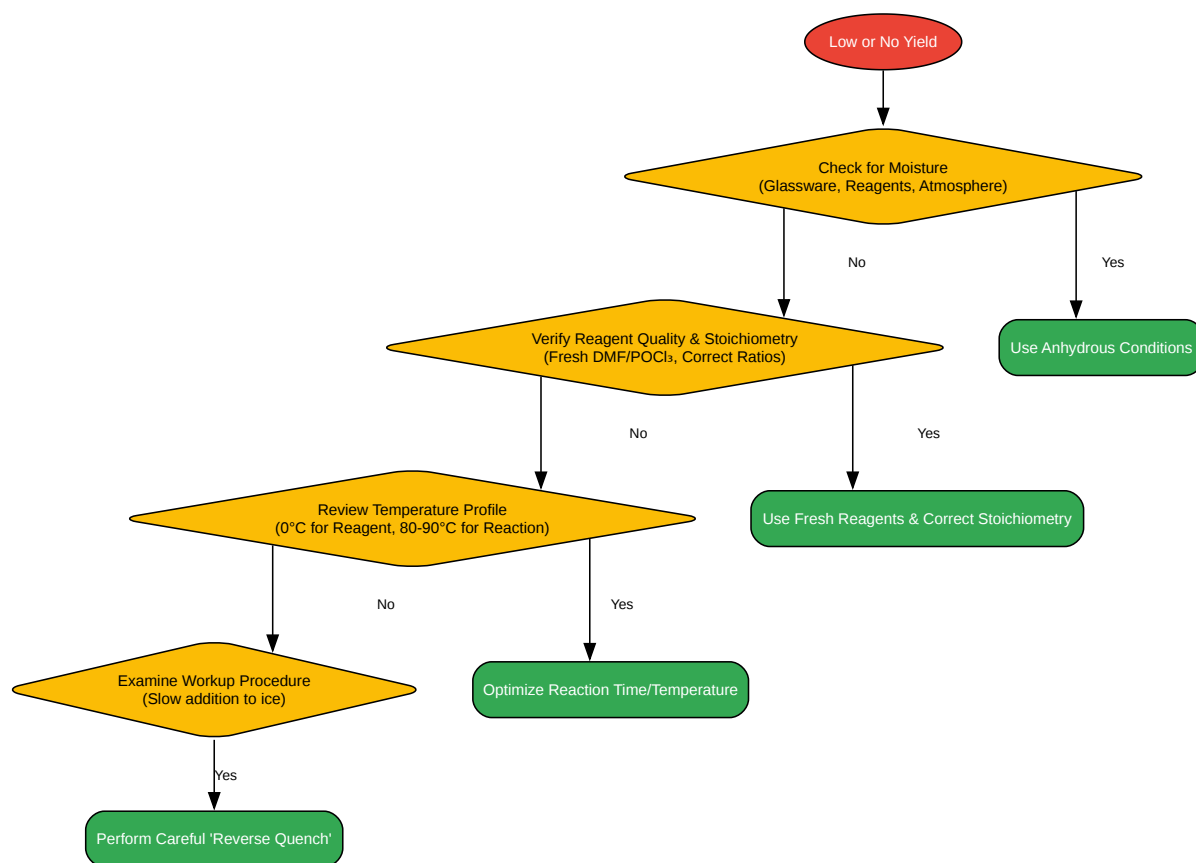 Low or No Yield
Check for Moisture
(Glassware, Reagents, Atmosphere)
No
Yes
Verify Reagent Quality & Stoichiometry
(Fresh DMF/POCl₃, Correct Ratios)
Use Anhydrous Conditions
No
Yes
Review Temperature Profile
(0°C for Reagent, 80-90°C for Reaction)
Use Fresh Reagents & Correct Stoichiometry
No
Yes
Examine Workup Procedure
(Slow addition to ice)
Optimize Reaction Time/Temperature
Yes
Perform Careful 'Reverse Quench'